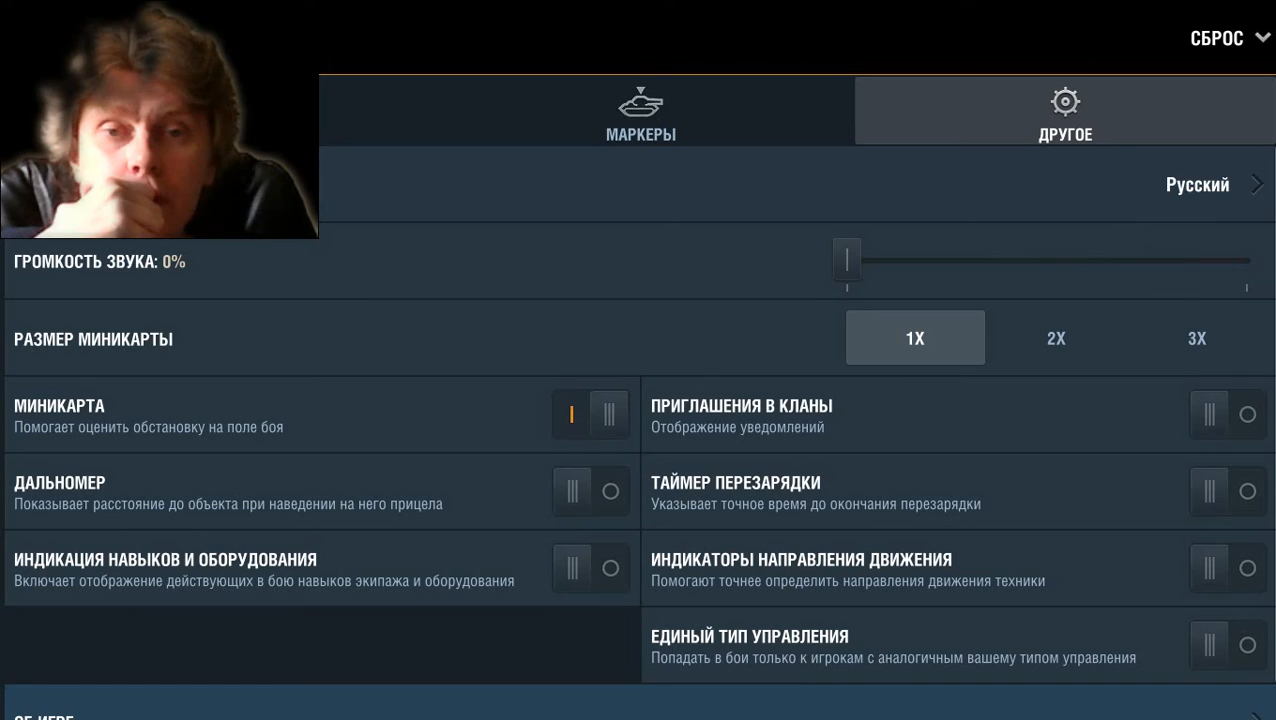 СБРОС
МАРКЕРЫ
ДРУГОЕ
Русский
ГРОМКОСТЬ ЗВУКА: 0%
РАЗМЕР МИНИКАРТЫ
1X
2X
3X
МИНИКАРТА
Помогает оценить обстановку на поле боя
ПРИГЛАШЕНИЯ В КЛАНЫ
Отображение уведомлений
ДАЛЬНОМЕР
Показывает расстояние до объекта при наведении на него прицела
ТАЙМЕР ПЕРЕЗАРЯДКИ
Указывает точное время до окончания перезарядки
ИНДИКАЦИЯ НАВЫКОВ И ОБОРУДОВАНИЯ
Включает отображение действующих в бою навыков экипажа и оборудования
ИНДИКАТОРЫ НАПРАВЛЕНИЯ ДВИЖЕНИЯ
Помогают точнее определить направления движения техники
ЕДИНЫЙ ТИП УПРАВЛЕНИЯ
Попадать в бои только к игрокам с аналогичным вашему типом управления